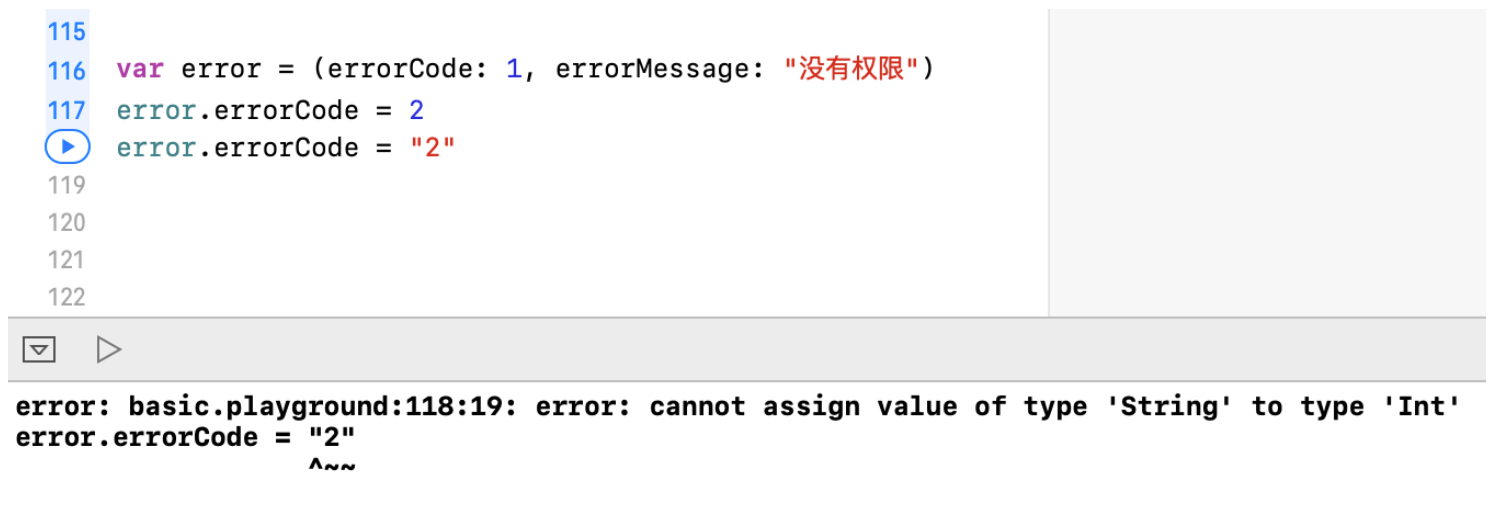 115
116 var error = (errorCode: 1, errorMessage: "没有权限")
117 error.errorCode = 2
error.errorCode = "2"
119
120
121
122
error: basic.playground:118:19: error: cannot assign value of type 'String' to type 'Int'
error.errorCode = "2"
^~~